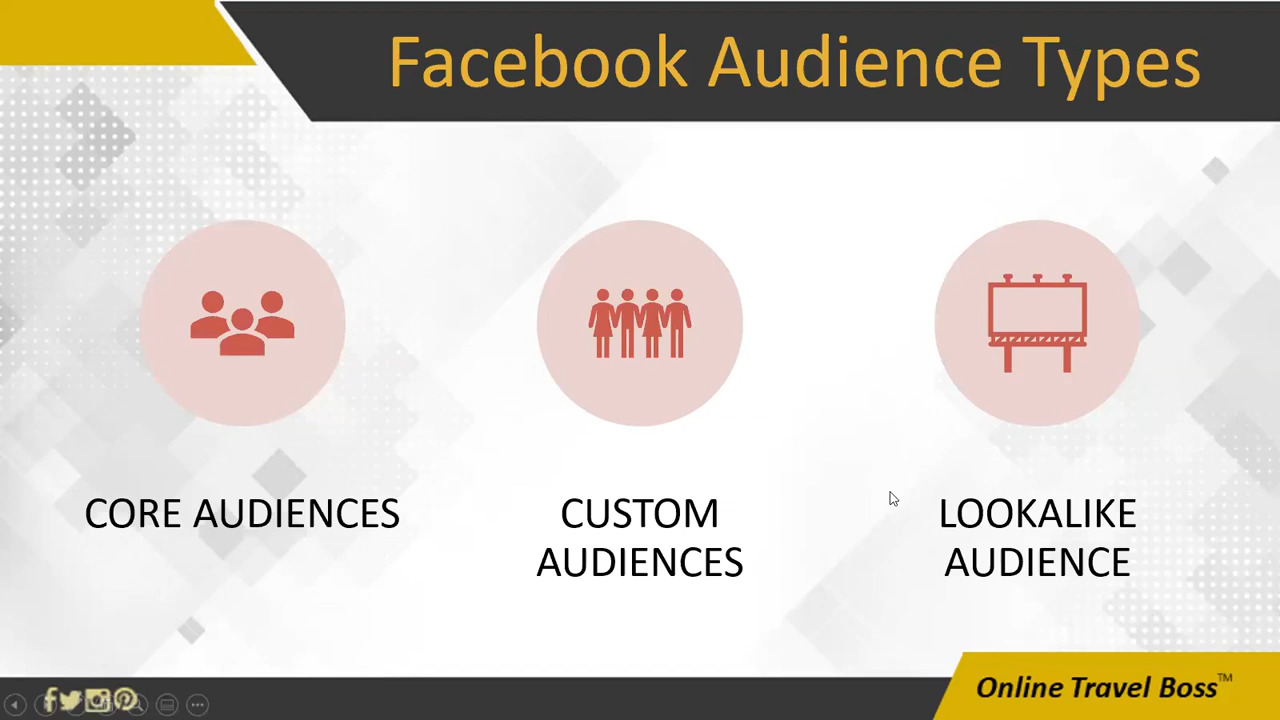 Facebook Audience Types
CORE AUDIENCES
CUSTOM
AUDIENCES
LOOKALIKE
AUDIENCE
Online Travel Boss™